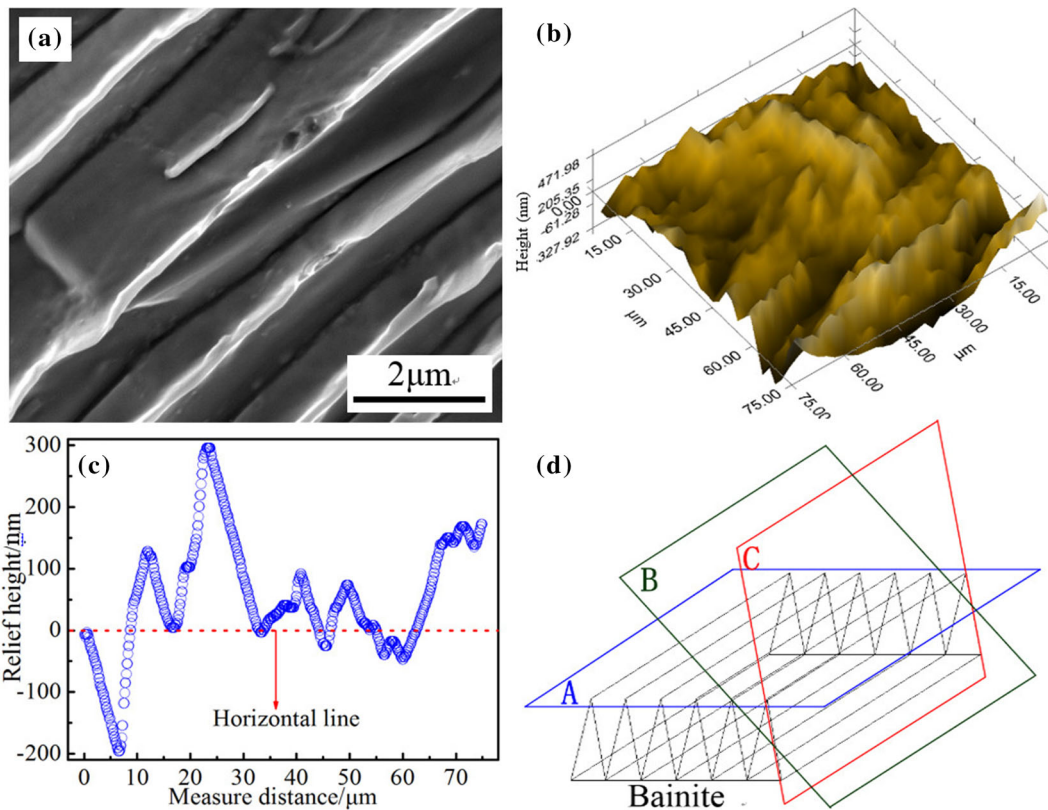 (a)
2μm
(b)
Height (nm)
471.98
205.35
0.00
-61.28
327.92
15.00
30.00
45.00
60.00
75.00
μm
15.00
30.00
45.00
60.00
75.00
μm
(c)
300
200
100
0
-100
-200
Relief height/nm
Horizontal line
0 10 20 30 40 50 60 70
Measure distance/μm
(d)
A
B
C
Bainite